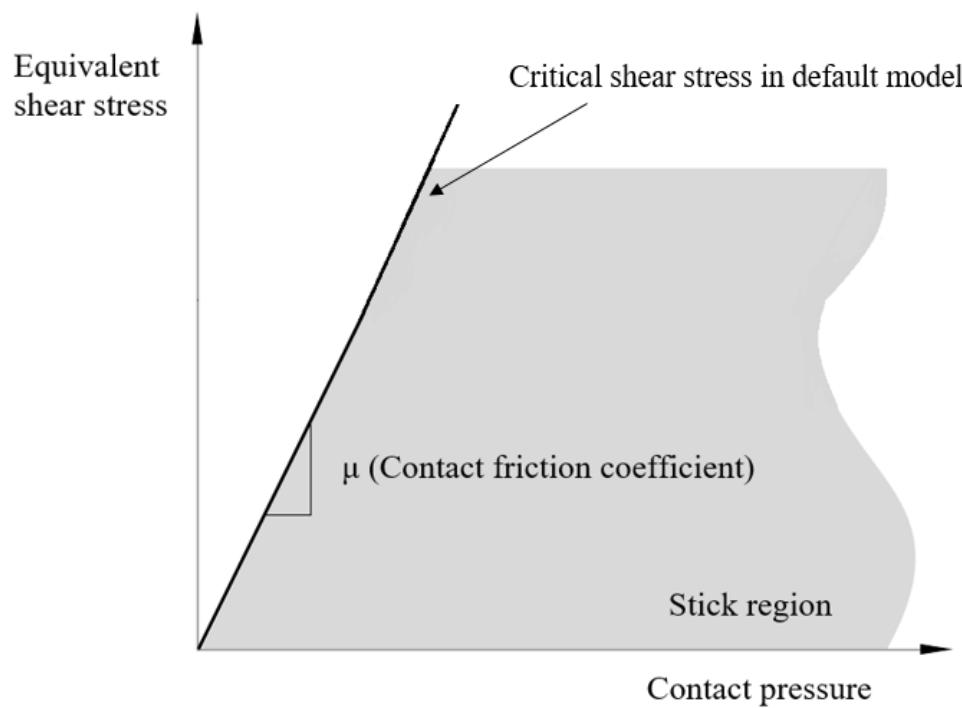 Equivalent
shear stress
Critical shear stress in default model
μ (Contact friction coefficient)
Stick region
Contact pressure